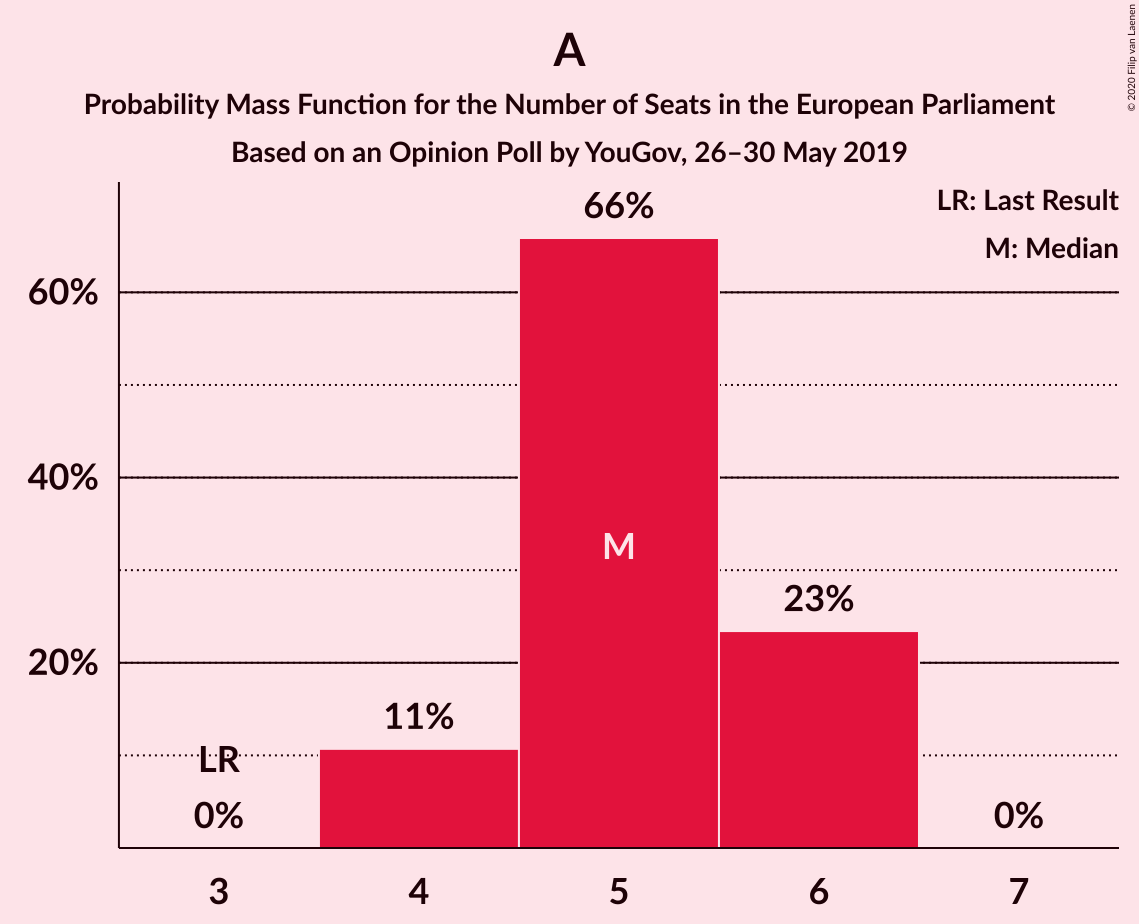 A
Probability Mass Function for the Number of Seats in the European Parliament
Based on an Opinion Poll by YouGov, 26–30 May 2019
© 2020 Filip van Laenen
LR: Last Result
M: Median
66%
60%
40%
M
23%
20%
11%
LR
0%
0%
3 4 5 6 7